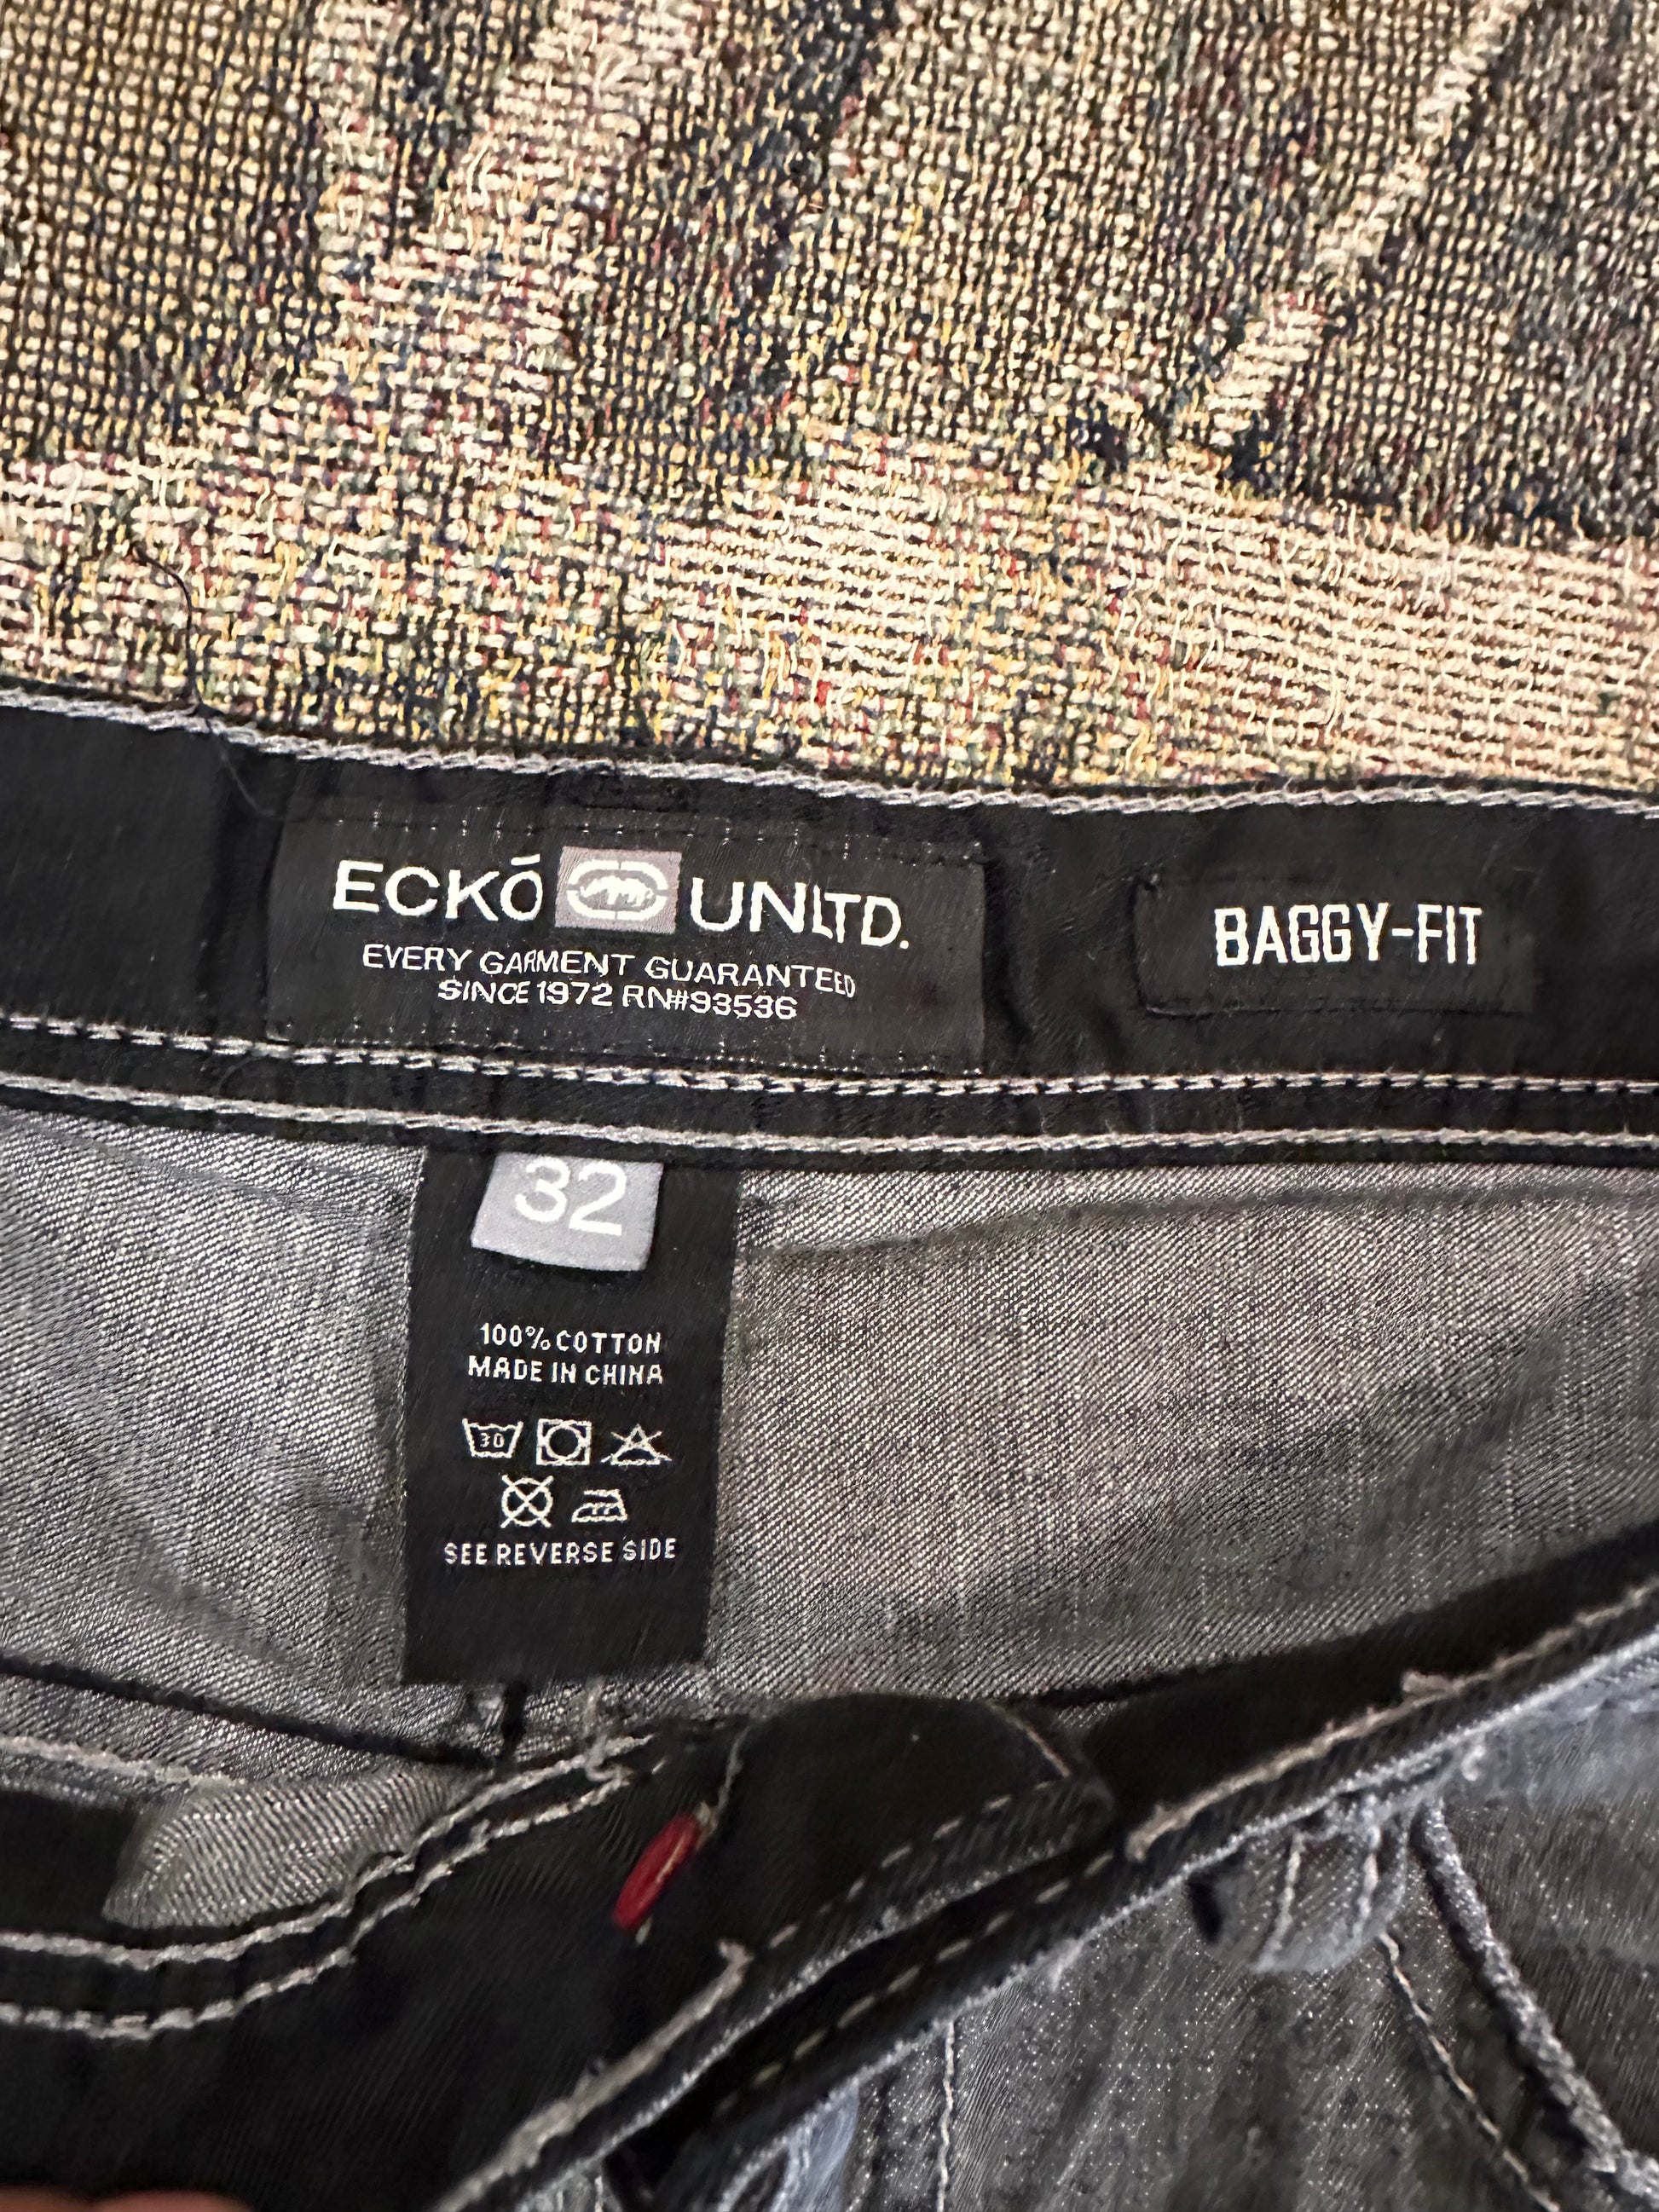 ECKŌ UNLTD.
EVERY GARMENT GUARANTEED
SINCE 1972 RN#93536
BAGGY-FIT
32
100% COTTON
MADE IN CHINA
30
SEE REVERSE SIDE